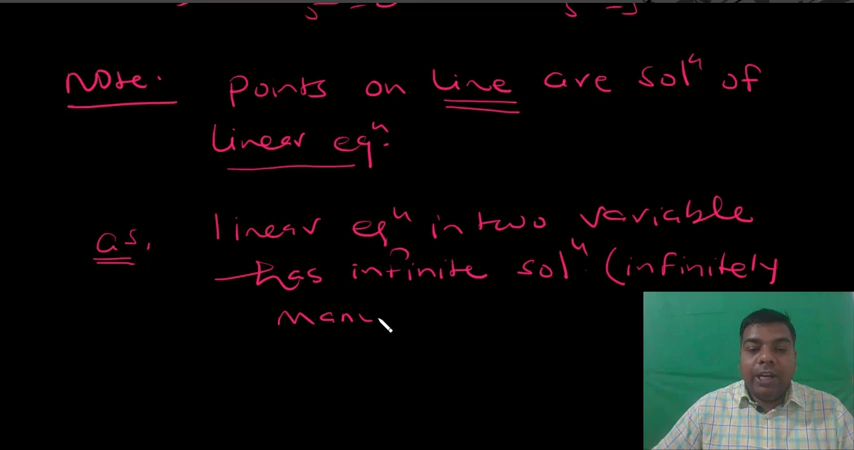 Note. Points on line are solⁿ of
linear eqⁿ.
as, linear eqⁿ in two variable
has infinite solⁿ (infinitely
many